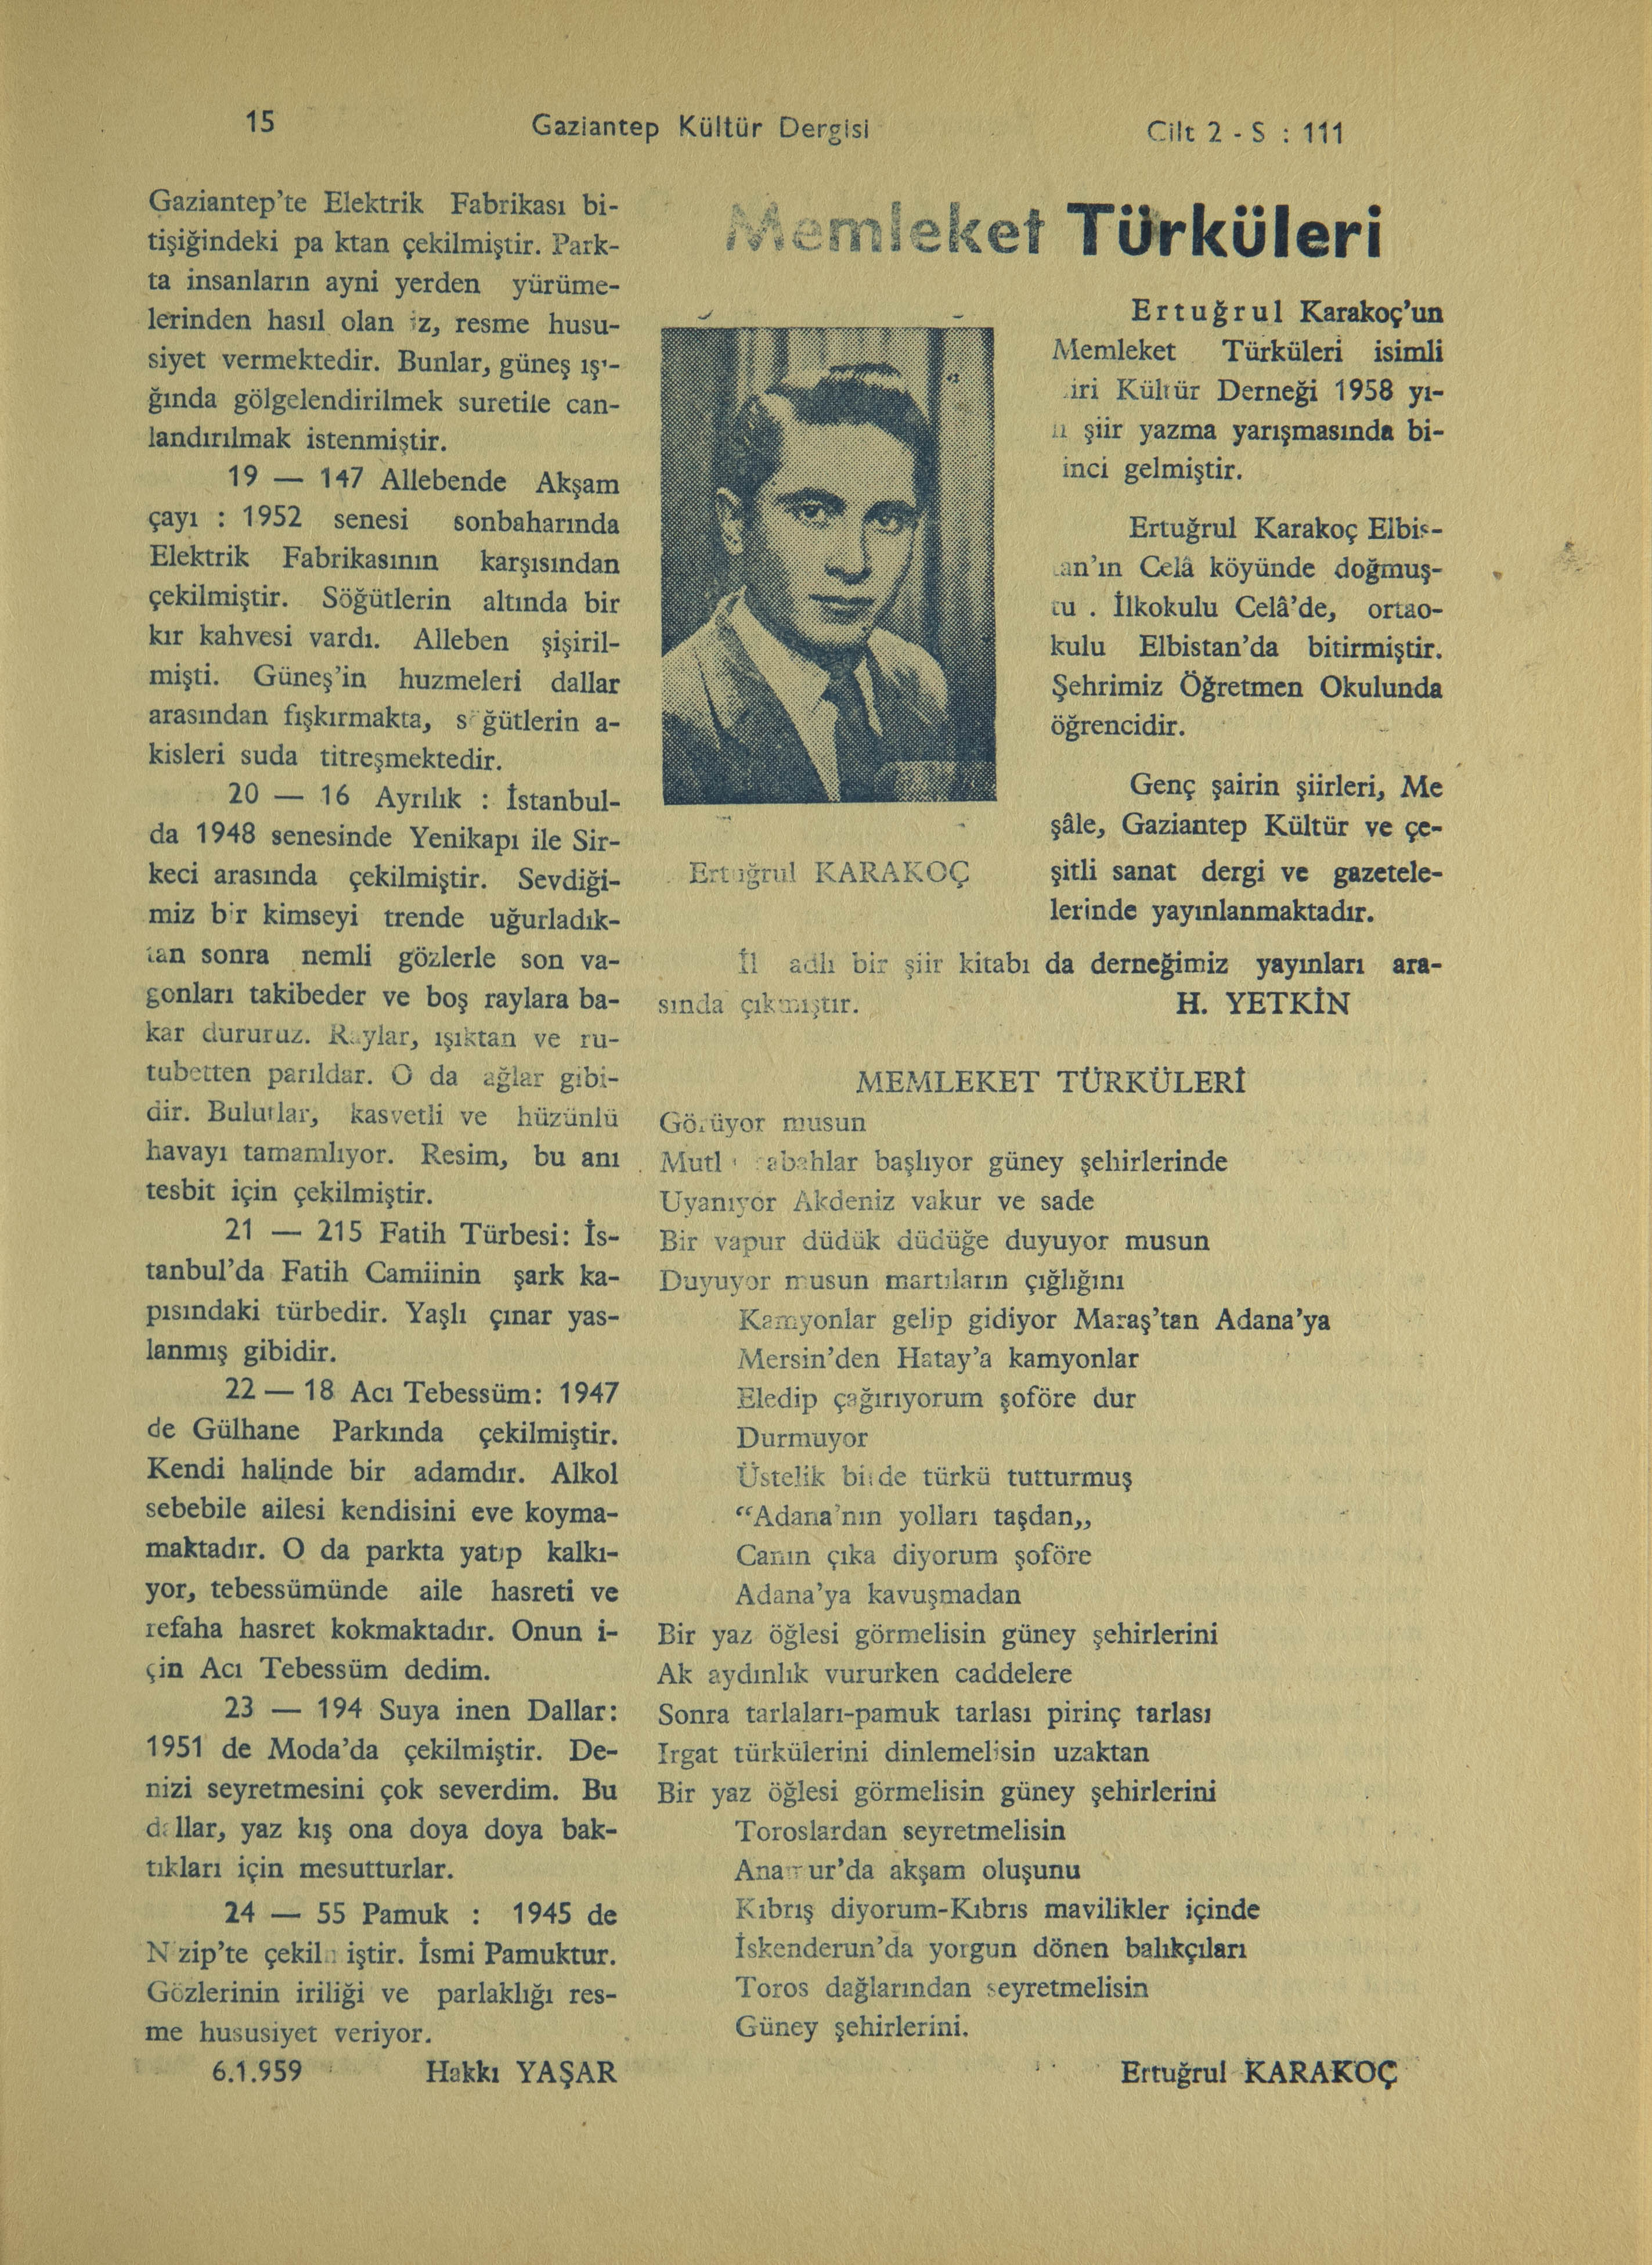 15 Gaziantep Kültür Dergisi Cilt 2 - S : 111
Gaziantep'te Elektrik Fabrikası bi-
tişiğindeki pa ktan çekilmiştir. Park-
ta insanların ayni yerden yürüme-
lerinden hasıl olan iz, resme husu-
siyet vermektedir. Bunlar, güneş ışı-
ğında gölgelendirilmek suretile can-
landırılmak istenmiştir.
19 — 147 Allebende Akşam
çayı : 1952 senesi sonbaharında
Elektrik Fabrikasının karşısından
çekilmiştir. Söğütlerin altında bir
kır kahvesi vardı. Alleben şişiril-
mişti. Güneş'in huzmeleri dallar
arasından fışkırmakta, söğütlerin a-
kisleri suda titreşmektedir.
20 — 16 Ayrılık : İstanbul-
da 1948 senesinde Yenikapı ile Sir-
keci arasında çekilmiştir. Sevdiği-
miz bir kimseyi trende uğurladık-
tan sonra nemli gözlerle son va-
gonları takibeder ve boş raylara ba-
kar dururuz. Raylar, ışıktan ve ru-
tubetten parıldar. O da ağlar gibi-
dir. Bulutlar, kasvetli ve hüzünlü
havayı tamamlıyor. Resim, bu anı
tesbit için çekilmiştir.
21 — 215 Fatih Türbesi: İs-
tanbul'da Fatih Camiinin şark ka-
pısındaki türbedir. Yaşlı çınar yas-
lanmış gibidir.
22 — 18 Acı Tebessüm: 1947
de Gülhane Parkında çekilmiştir.
Kendi halinde bir adamdır. Alkol
sebebile ailesi kendisini eve koyma-
maktadır. O da parkta yatıp kalkı-
yor, tebessümünde aile hasreti ve
refaha hasret kokmaktadır. Onun i-
çin Acı Tebessüm dedim.
23 — 194 Suya inen Dallar:
1951 de Moda'da çekilmiştir. De-
nizi seyretmesini çok severdim. Bu
dallar, yaz kış ona doya doya bak-
tıkları için mesutturlar.
24 — 55 Pamuk : 1945 de
Nizip'te çekilmiştir. İsmi Pamuktur.
Gözlerinin iriliği ve parlaklığı res-
me hususiyet veriyor.
6.1.959 Hakkı YAŞAR
Memleket Türküleri
Ertuğrul Karakoç'un
Memleket Türküleri isimli
şiiri Kültür Derneği 1958 yı-
lı şiir yazma yarışmasında bi-
rinci gelmiştir.
Ertuğrul Karakoç Elbis-
tan'ın Celâ köyünde doğmuş-
tu . İlkokulu Celâ'de, ortao-
kulu Elbistan'da bitirmiştir.
Şehrimiz Öğretmen Okulunda
öğrencidir.
Genç şairin şiirleri, Me
şâle, Gaziantep Kültür ve çe-
şitli sanat dergi ve gazetele-
lerinde yayınlanmaktadır.
Ertuğrul KARAKOÇ
adlı bir şiir kitabı da derneğimiz yayınları ara-
sında çıkmıştır. H. YETKİN
MEMLEKET TÜRKÜLERİ
Görüyor musun
Mutlu sabahlar başlıyor güney şehirlerinde
Uyanıyor Akdeniz vakur ve sade
Bir vapur düdük düdüğe duyuyor musun
Duyuyor musun martıların çığlığını
Kamyonlar gelip gidiyor Maraş'tan Adana'ya
Mersin'den Hatay'a kamyonlar
Eledip çağırıyorum şoföre dur
Durmuyor
Üstelik birde türkü tutturmuş
“Adana'nın yolları taşdan,,
Canın çıka diyorum şoföre
Adana'ya kavuşmadan
Bir yaz öğlesi görmelisin güney şehirlerini
Ak aydınlık vururken caddelere
Sonra tarlaları-pamuk tarlası pirinç tarlası
Irgat türkülerini dinlemelisin uzaktan
Bir yaz öğlesi görmelisin güney şehirlerini
Toroslardan seyretmelisin
Anamur'da akşam oluşunu
Kıbrış diyorum-Kıbrıs mavilikler içinde
İskenderun'da yorgun dönen balıkçıları
Toros dağlarından seyretmelisin
Güney şehirlerini.
Ertuğrul KARAKOÇ